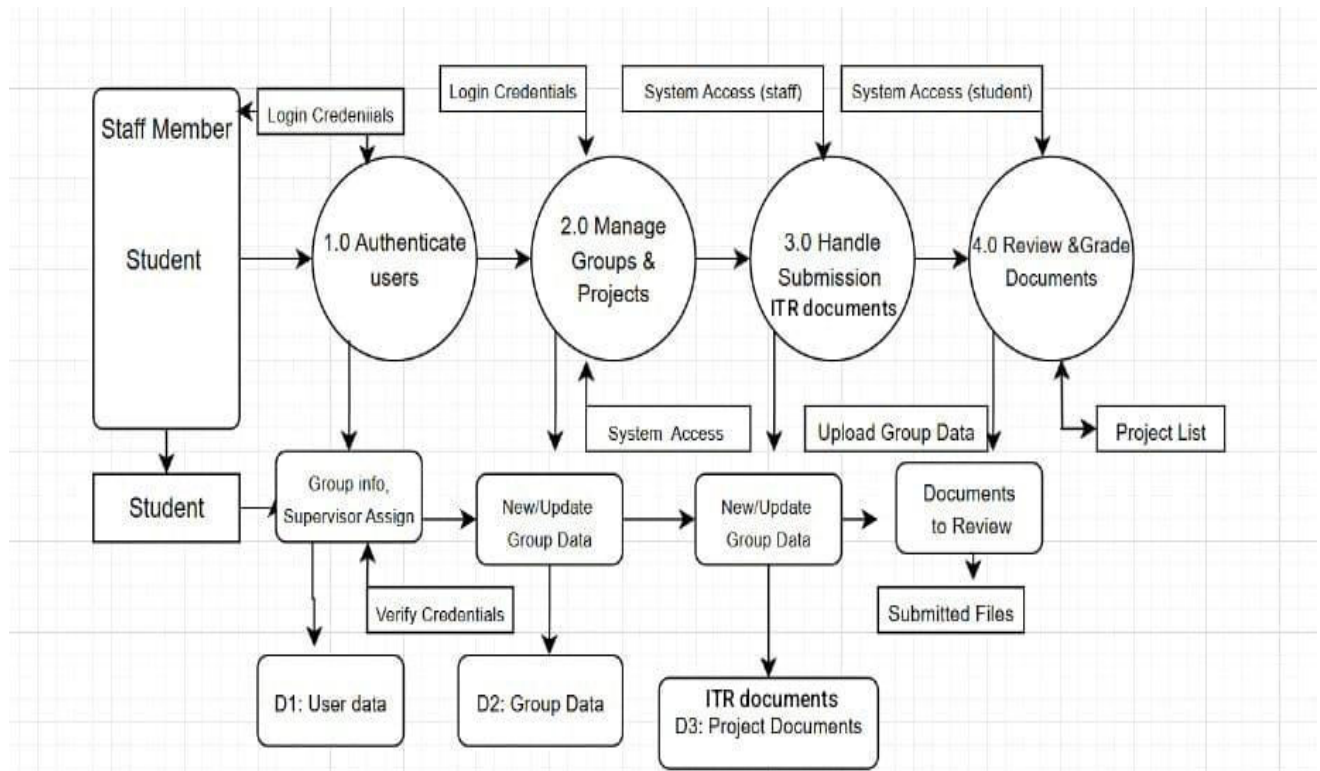 Staff Member
Student
Login Credeniials
Login Credentials
System Access (staff)
System Access (student)
1.0 Authenticate
users
2.0 Manage
Groups &
Projects
3.0 Handle
Submission
ITR documents
4.0 Review &Grade
Documents
System Access
Upload Group Data
Project List
Student
Group info,
Supervisor Assign
New/Update
Group Data
New/Update
Group Data
Documents
to Review
Verify Credentials
Submitted Files
D1: User data
D2: Group Data
ITR documents
D3: Project Documents